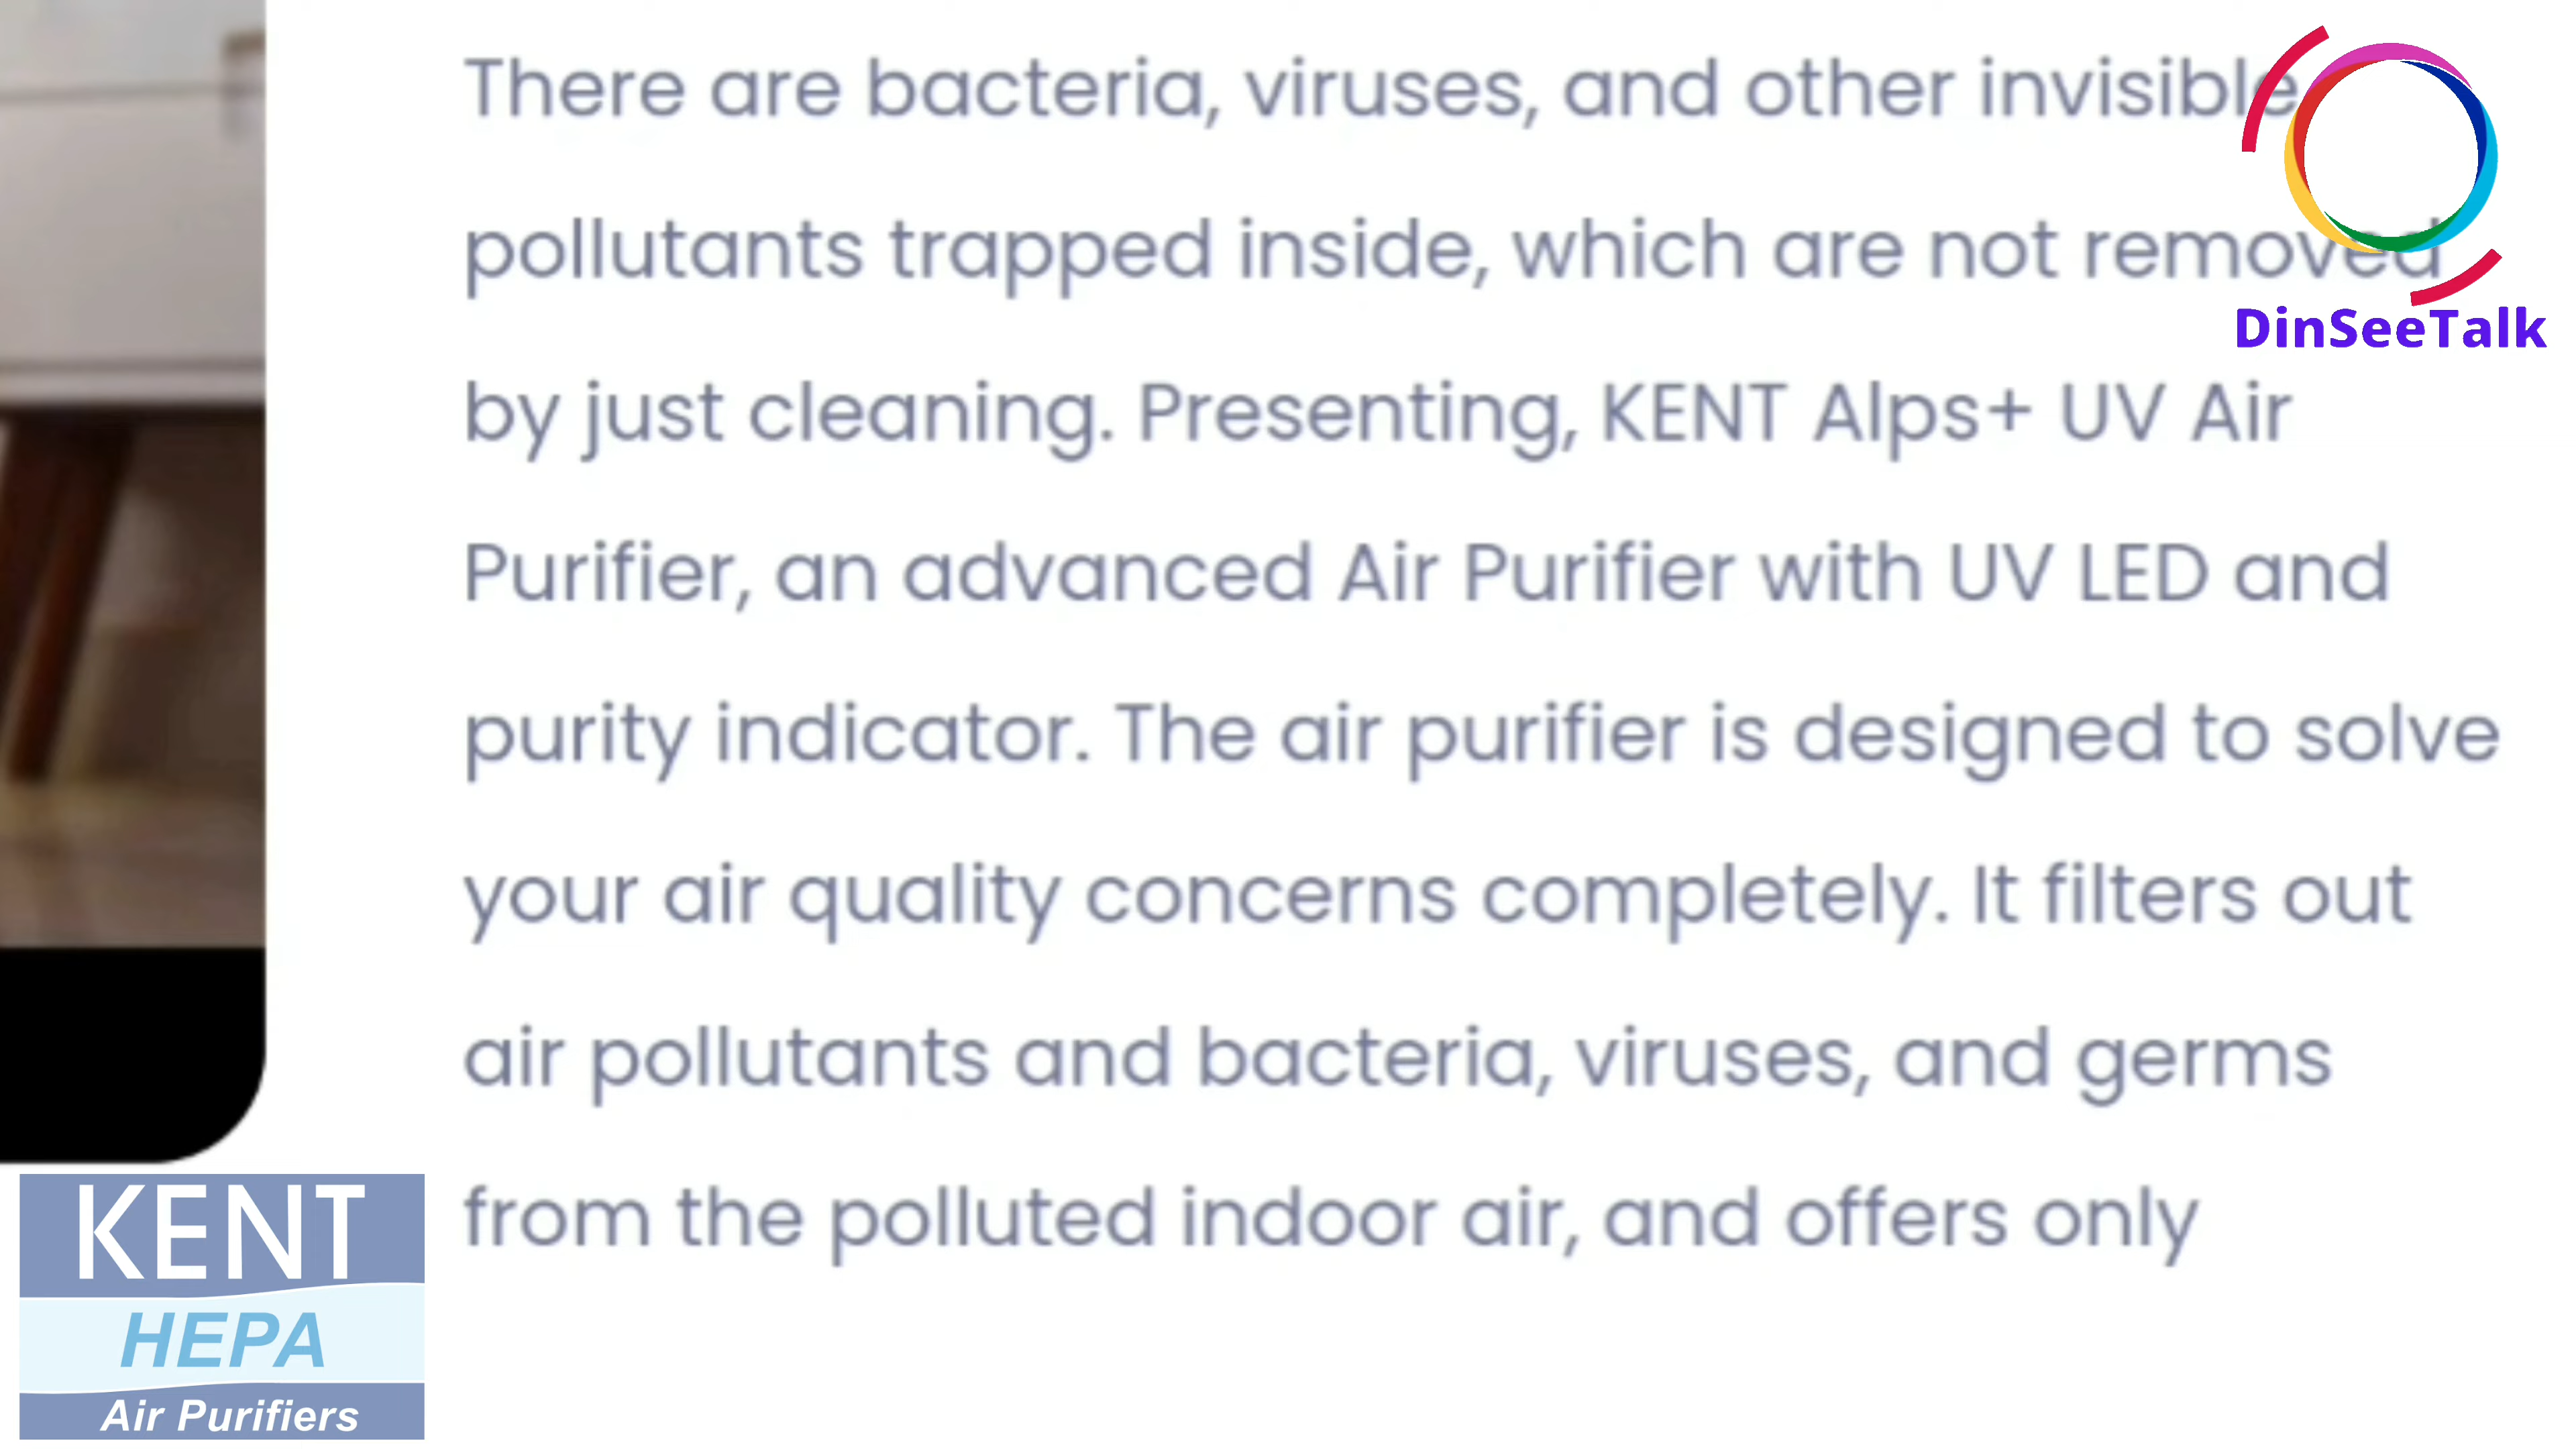 There are bacteria, viruses, and other invisible
pollutants trapped inside, which are not removed
DinSeeTalk
by just cleaning. Presenting, KENT Alps+ UV Air
Purifier, an advanced Air Purifier with UV LED and
purity indicator. The air purifier is designed to solve
your air quality concerns completely. It filters out
air pollutants and bacteria, viruses, and germs
from the polluted indoor air, and offers only
KENT
HEPA
Air Purifiers